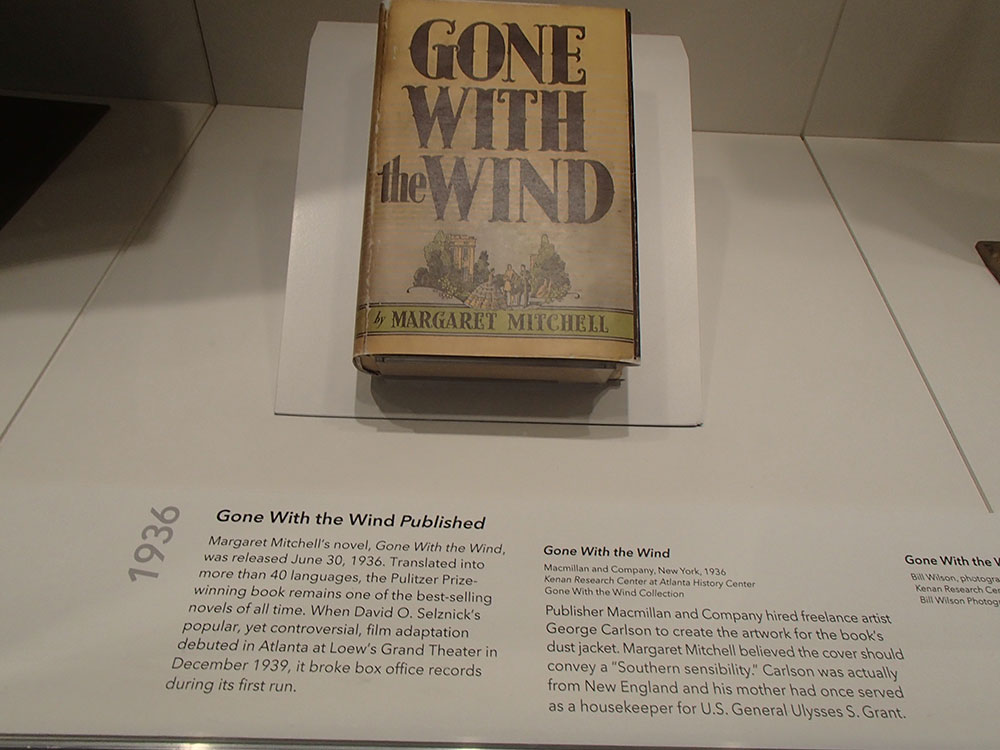 GONE
WITH
the WIND
by MARGARET MITCHELL
1936
Gone With the Wind Published
Margaret Mitchell's novel, Gone With the Wind,
was released June 30, 1936. Translated into
more than 40 languages, the Pulitzer Prize-
winning book remains one of the best-selling
novels of all time. When David O. Selznick's
popular, yet controversial, film adaptation
debuted in Atlanta at Loew's Grand Theater in
December 1939, it broke box office records
during its first run.
Gone With the Wind
Macmillan and Company, New York, 1936
Kenan Research Center at Atlanta History Center
Gone With the Wind Collection
Publisher Macmillan and Company hired freelance artist
George Carlson to create the artwork for the book's
dust jacket. Margaret Mitchell believed the cover should
convey a "Southern sensibility." Carlson was actually
from New England and his mother had once served
as a housekeeper for U.S. General Ulysses S. Grant.
Gone With the
Bill Wilson,
Kenan Research
Bill Wilson